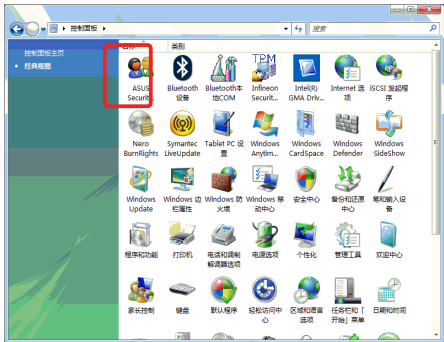 控制面板
搜索
控制面板主页
经典视图
名称 类别
ASUS Securit... Bluetooth 设备 Bluetooth本地COM Infineon Securit... Intel(R) GMA Driv... Internet 选项 iSCSI 发起程序
Nero BurnRights Symantec LiveUpdate Tablet PC 设置 Windows Anytim... Windows CardSpace Windows Defender Windows SideShow
Windows Update Windows 边栏属性 Windows 防火墙 Windows 移动中心 安全中心 备份和还原中心 笔和输入设备
程序和功能 打印机 电话和调制解调器选项 电源选项 个性化 管理工具 欢迎中心
家长控制 键盘 默认程序 轻松访问中心 区域和语言选项 任务栏和「开始」菜单 日期和时间